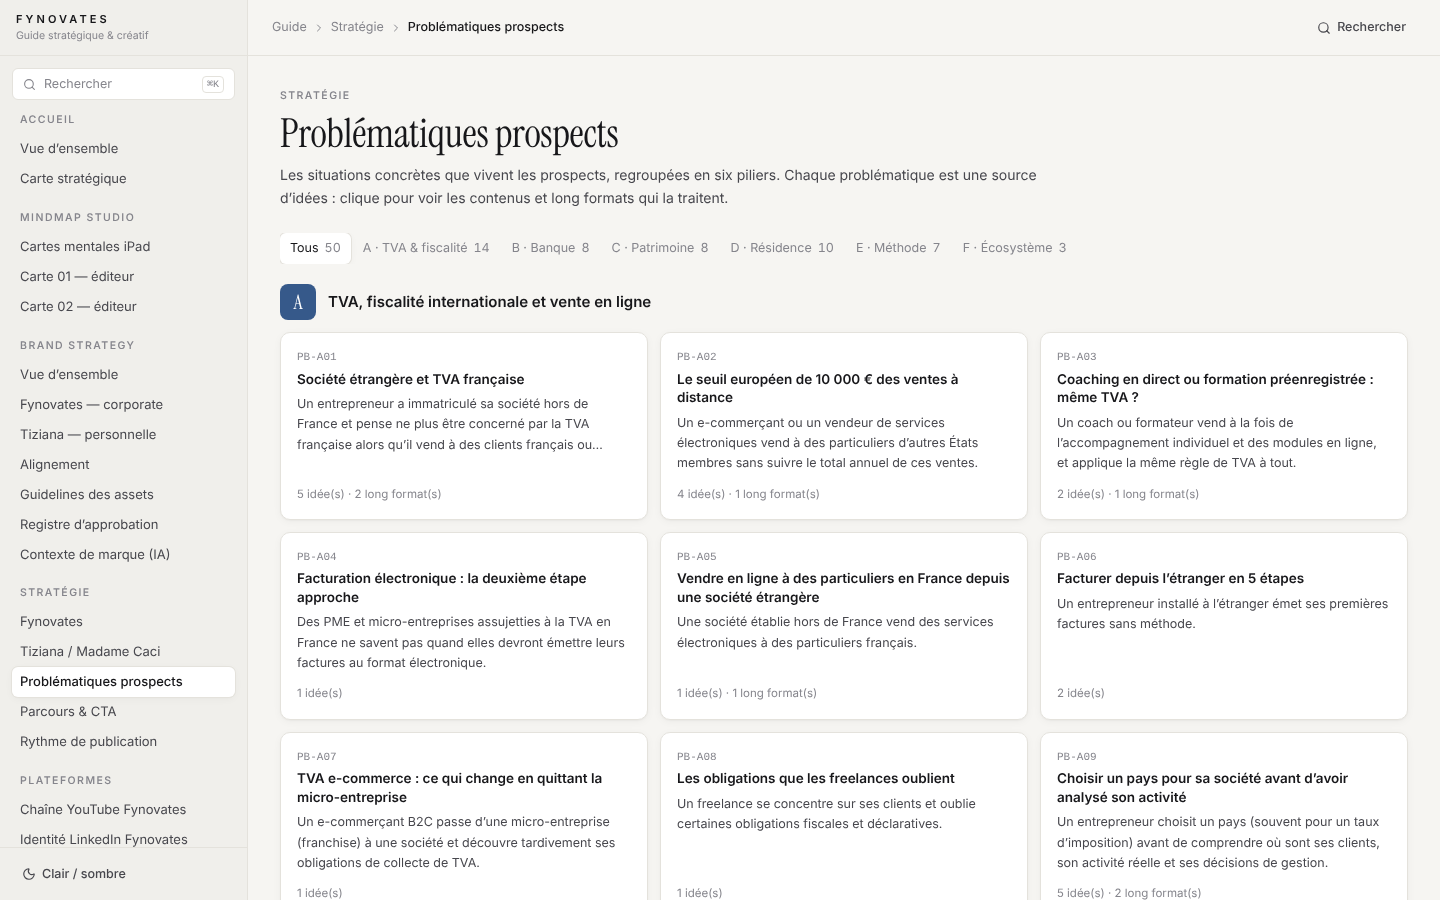 FYNOVATES
Guide stratégique & créatif
Rechercher ⌘K
ACCUEIL
Vue d’ensemble
Carte stratégique
MINDMAP STUDIO
Cartes mentales iPad
Carte 01 — éditeur
Carte 02 — éditeur
BRAND STRATEGY
Vue d’ensemble
Fynovates — corporate
Tiziana — personnelle
Alignement
Guidelines des assets
Registre d’approbation
Contexte de marque (IA)
STRATÉGIE
Fynovates
Tiziana / Madame Caci
Problématiques prospects
Parcours & CTA
Rythme de publication
PLATEFORMES
Chaîne YouTube Fynovates
Identité LinkedIn Fynovates
Clair / sombre
Guide > Stratégie > Problématiques prospects
Rechercher
STRATÉGIE
Problématiques prospects
Les situations concrètes que vivent les prospects, regroupées en six piliers. Chaque problématique est une source
d’idées : clique pour voir les contenus et long formats qui la traitent.
Tous 50 A · TVA & fiscalité 14 B · Banque 8 C · Patrimoine 8 D · Résidence 10 E · Méthode 7 F · Écosystème 3
A TVA, fiscalité internationale et vente en ligne
PB-A01
Société étrangère et TVA française
Un entrepreneur a immatriculé sa société hors de
France et pense ne plus être concerné par la TVA
française alors qu’il vend à des clients français ou…
5 idée(s) · 2 long format(s)
PB-A02
Le seuil européen de 10 000 € des ventes à
distance
Un e-commerçant ou un vendeur de services
électroniques vend à des particuliers d’autres États
membres sans suivre le total annuel de ces ventes.
4 idée(s) · 1 long format(s)
PB-A03
Coaching en direct ou formation préenregistrée :
même TVA ?
Un coach ou formateur vend à la fois de
l’accompagnement individuel et des modules en ligne,
et applique la même règle de TVA à tout.
2 idée(s) · 1 long format(s)
PB-A04
Facturation électronique : la deuxième étape
approche
Des PME et micro-entreprises assujetties à la TVA en
France ne savent pas quand elles devront émettre leurs
factures au format électronique.
1 idée(s)
PB-A05
Vendre en ligne à des particuliers en France depuis
une société étrangère
Une société établie hors de France vend des services
électroniques à des particuliers français.
1 idée(s) · 1 long format(s)
PB-A06
Facturer depuis l’étranger en 5 étapes
Un entrepreneur installé à l’étranger émet ses premières
factures sans méthode.
2 idée(s)
PB-A07
TVA e-commerce : ce qui change en quittant la
micro-entreprise
Un e-commerçant B2C passe d’une micro-entreprise
(franchise) à une société et découvre tardivement ses
obligations de collecte de TVA.
1 idée(s)
PB-A08
Les obligations que les freelances oublient
Un freelance se concentre sur ses clients et oublie
certaines obligations fiscales et déclaratives.
1 idée(s)
PB-A09
Choisir un pays pour sa société avant d’avoir
analysé son activité
Un entrepreneur choisit un pays (souvent pour un taux
d’imposition) avant de comprendre où sont ses clients,
son activité réelle et ses décisions de gestion.
5 idée(s) · 2 long format(s)